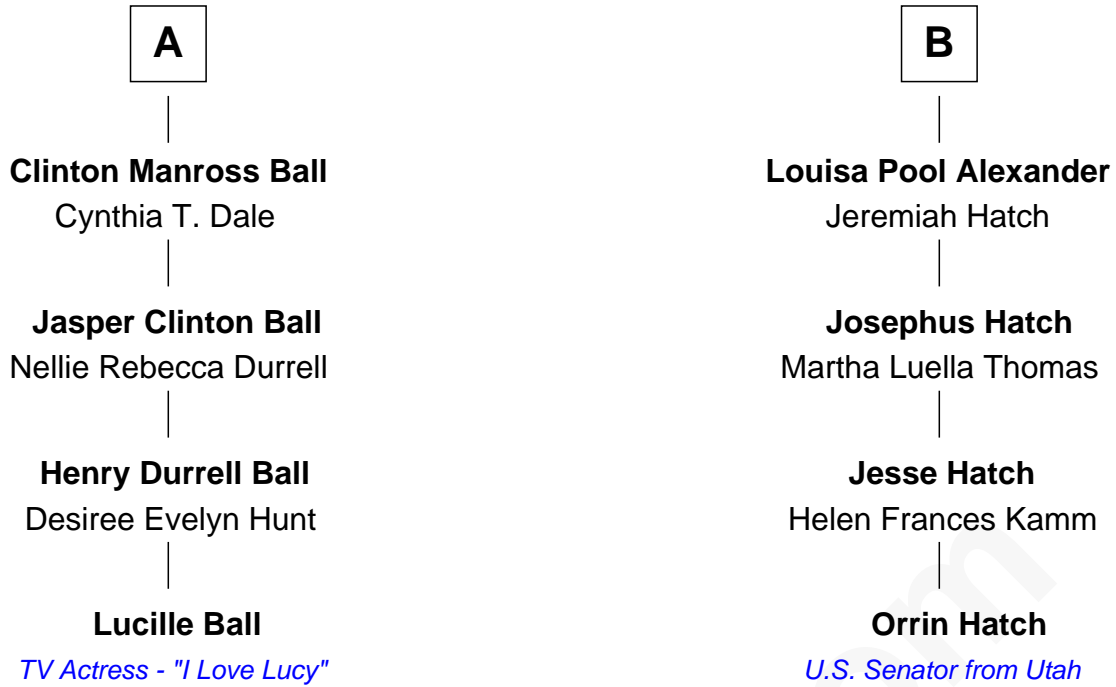 A
Clinton Manross Ball
Cynthia T. Dale
Jasper Clinton Ball
Nellie Rebecca Durrell
Henry Durrell Ball
Desiree Evelyn Hunt
Lucille Ball
TV Actress - "I Love Lucy"
B
Louisa Pool Alexander
Jeremiah Hatch
Josephus Hatch
Martha Luella Thomas
Jesse Hatch
Helen Frances Kamm
Orrin Hatch
U.S. Senator from Utah